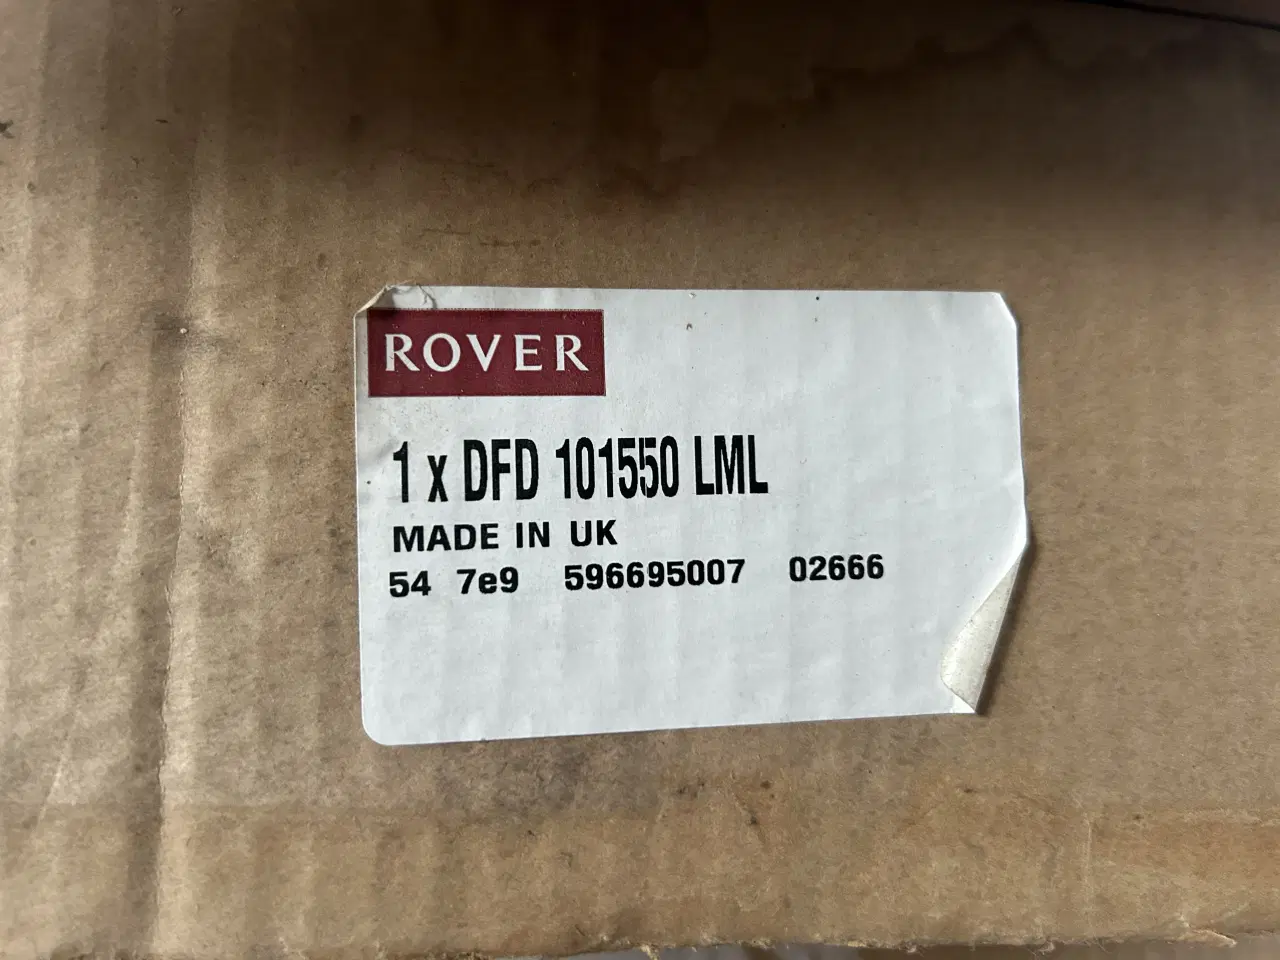 ROVER
1 x DFD 101550 LML
MADE IN UK
54 7e9 596695007 02666